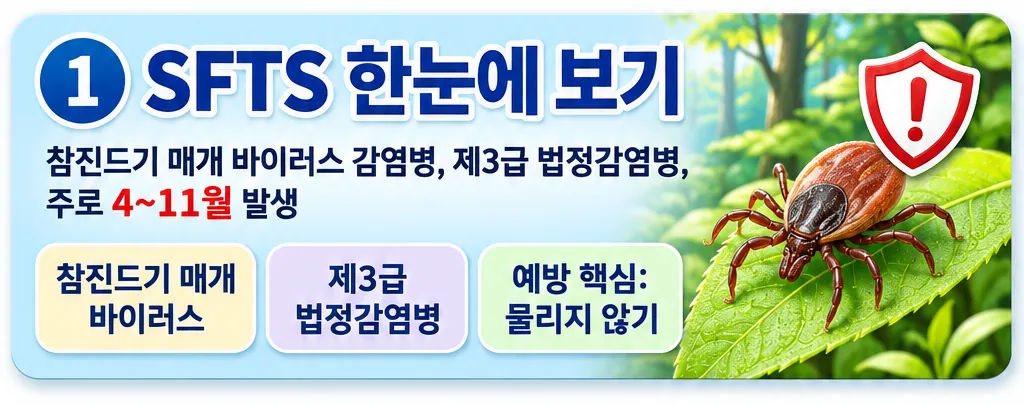 1 SFTS 한눈에 보기
참진드기 매개 바이러스 감염병, 제3급 법정감염병,
주로 4~11월 발생
참진드기 매개
바이러스
제3급
법정감염병
예방 핵심:
물리지 않기